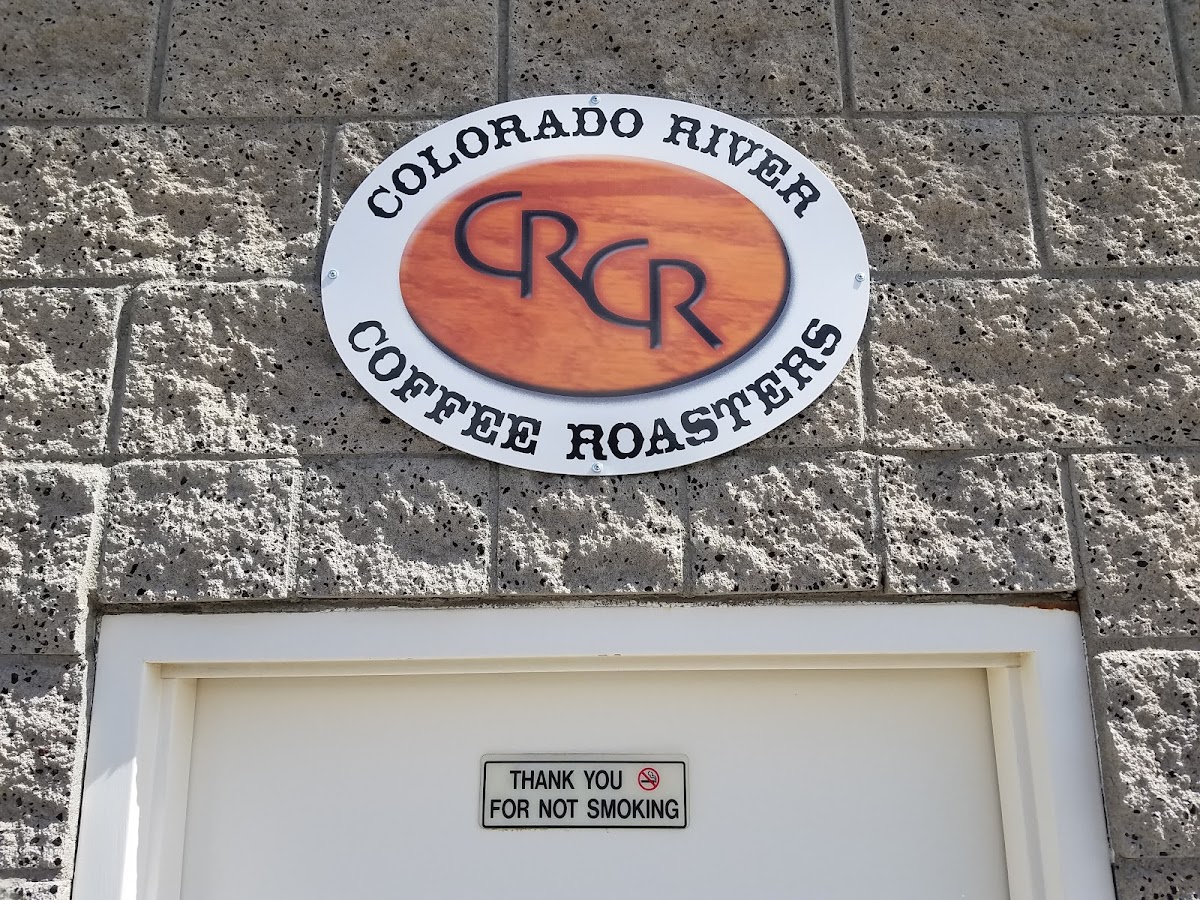 COLORADO RIVER
CRCR
COFFEE ROASTERS
THANK YOU
FOR NOT SMOKING